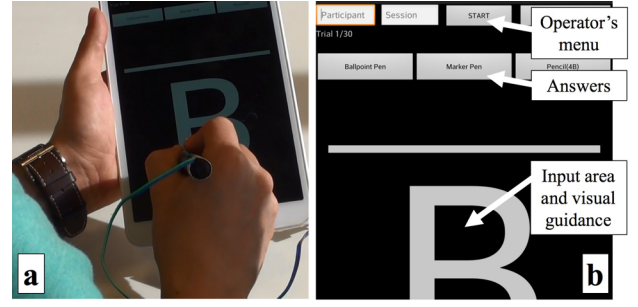 Participant
Session
START
Trial 1/30
Operator's
menu
Ballpoint Pen
Marker Pen
Pencil(4B)
Answers
B
B
Input area
and visual
guidance
a
b